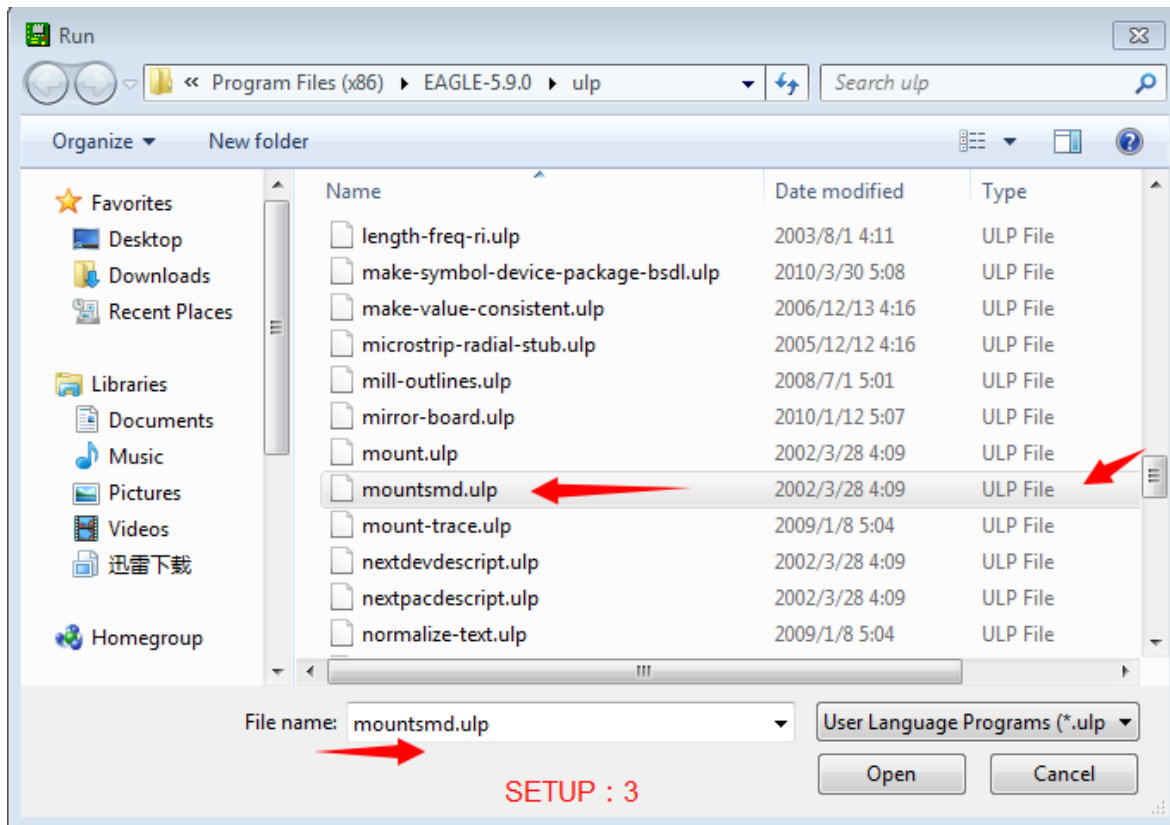 Run
« Program Files (x86) ▸ EAGLE-5.9.0 ▸ ulp
Search ulp
Organize
New folder
Favorites
Desktop
Downloads
Recent Places
Libraries
Documents
Music
Pictures
Videos
迅雷下载
Homegroup
Name Date modified Type
length-freq-ri.ulp 2003/8/1 4:11 ULP File
make-symbol-device-package-bsdl.ulp 2010/3/30 5:08 ULP File
make-value-consistent.ulp 2006/12/13 4:16 ULP File
microstrip-radial-stub.ulp 2005/12/12 4:16 ULP File
mill-outlines.ulp 2008/7/1 5:01 ULP File
mirror-board.ulp 2010/1/12 5:07 ULP File
mount.ulp 2002/3/28 4:09 ULP File
mountsmd.ulp 2002/3/28 4:09 ULP File
mount-trace.ulp 2009/1/8 5:04 ULP File
nextdevdescript.ulp 2002/3/28 4:09 ULP File
nextpacdescript.ulp 2002/3/28 4:09 ULP File
normalize-text.ulp 2009/1/8 5:04 ULP File
File name: mountsmd.ulp
User Language Programs (*.ulp
Open
Cancel
SETUP：3